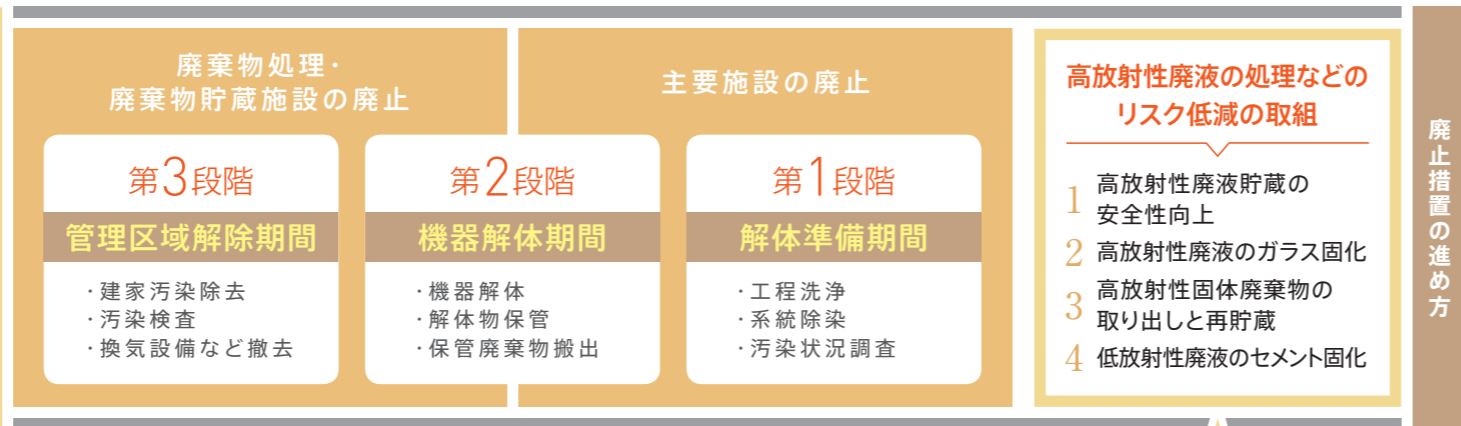 廃止措置の進め方
高放射性廃液の処理などの
リスク低減の取組
1 高放射性廃液貯蔵の
安全性向上
2 高放射性廃液のガラス固化
3 高放射性固体廃棄物の
取り出しと再貯蔵
4 低放射性廃液のセメント固化
主要施設の廃止
第1段階
解体準備期間
・工程洗浄
・系統除染
・汚染状況調査
第2段階
機器解体期間
・機器解体
・解体物保管
・保管廃棄物搬出
廃棄物処理・
廃棄物貯蔵施設の廃止
第3段階
管理区域解除期間
・建家汚染除去
・汚染検査
・換気設備など撤去